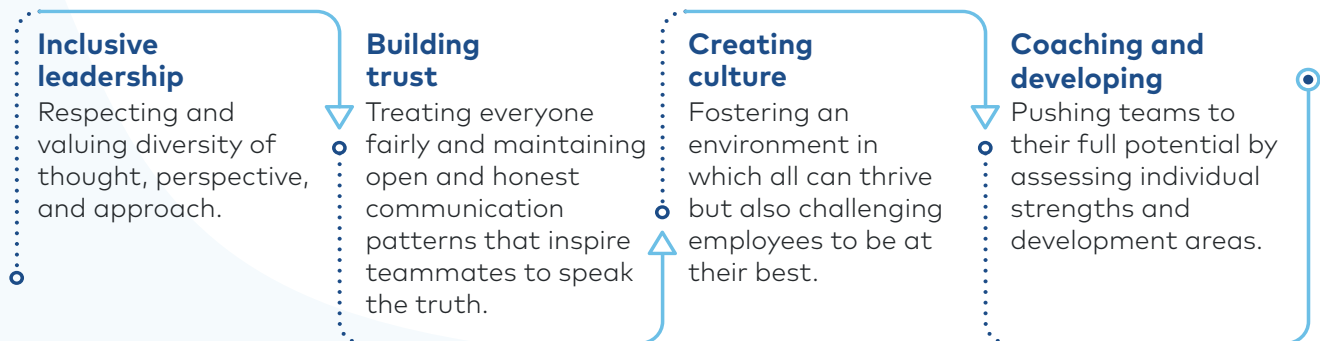 Inclusive
leadership
Respecting and
valuing diversity of
thought, perspective,
and approach.
Building
trust
Treating everyone
fairly and maintaining
open and honest
communication
patterns that inspire
teammates to speak
the truth.
Creating
culture
Fostering an
environment in
which all can thrive
but also challenging
employees to be at
their best.
Coaching and
developing
Pushing teams to
their full potential by
assessing individual
strengths and
development areas.